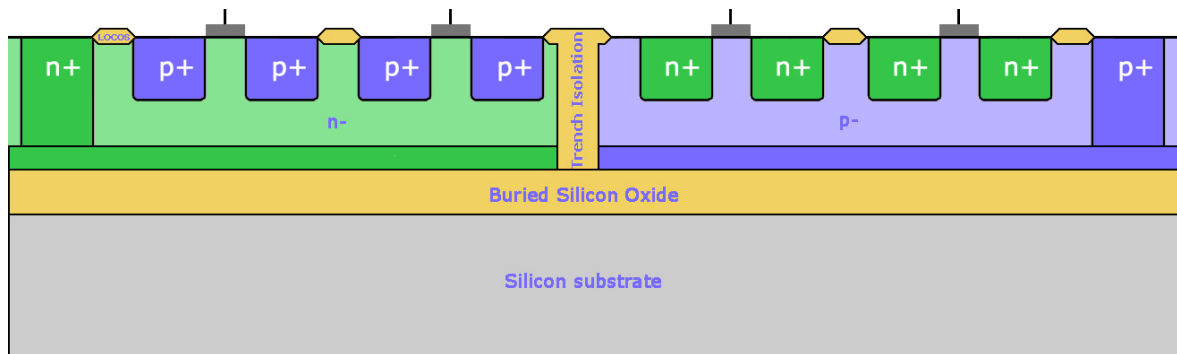 LOCOS
n+
p+
p+
p+
p+
n+
n+
n+
n+
p+
n-
p-
Trench Isolation
Buried Silicon Oxide
Silicon substrate